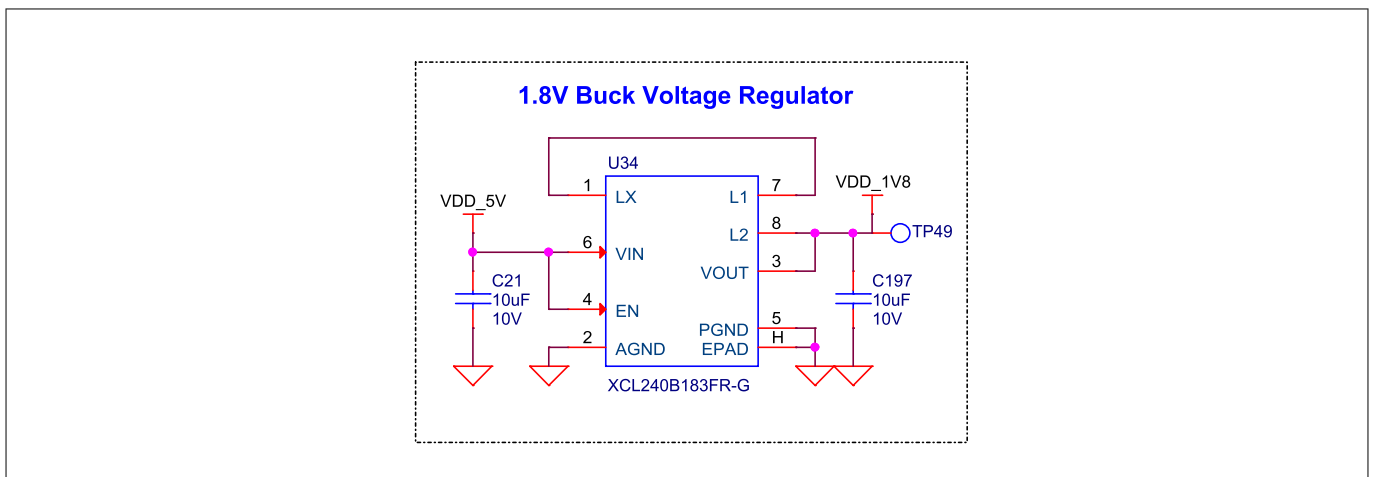 1.8V Buck Voltage Regulator
U34
VDD_5V
VDD_1V8
1
LX
L1
7
6
VIN
L2
8
TP49
VOUT
3
C21
10uF
10V
C197
10uF
10V
4
EN
PGND
5
2
AGND
EPAD
H
XCL240B183FR-G